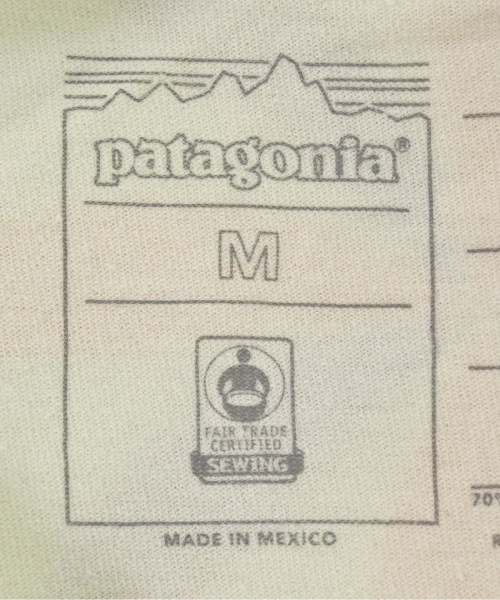 patagonia®
M
FAIR TRADE
CERTIFIED
SEWING
MADE IN MEXICO
70%
R